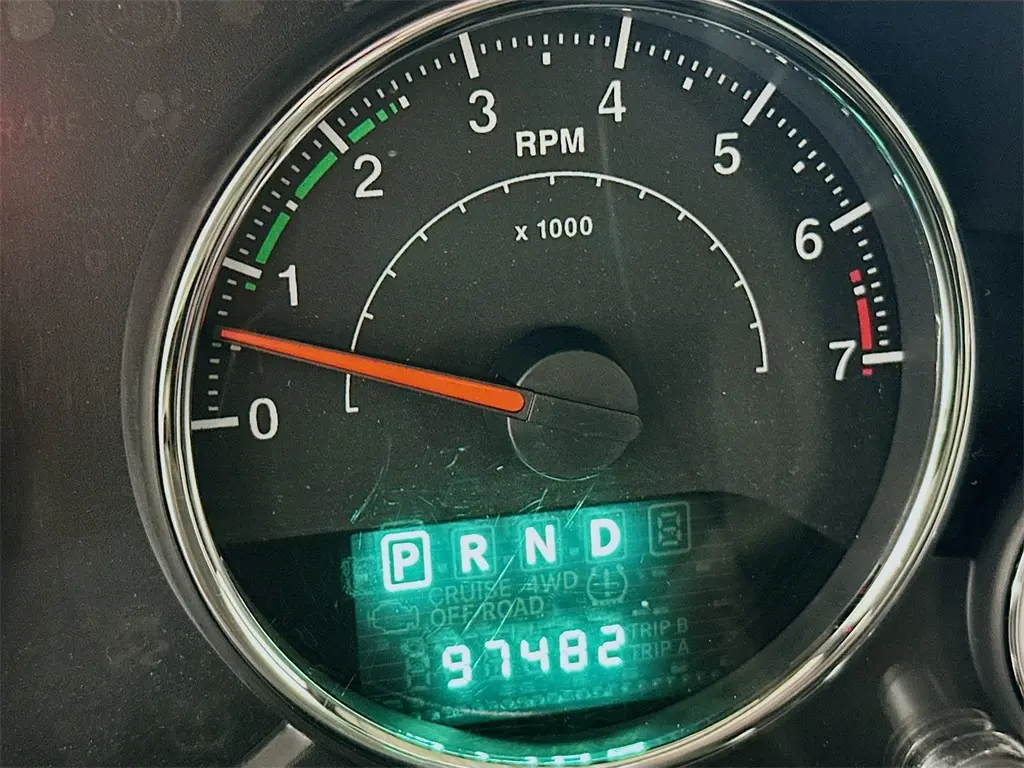 3 4
RPM
2 5
x 1000
6
1
7
0
P R N D
CRUISE 4WD
OFF ROAD
TRIP B
97482
TRIP A